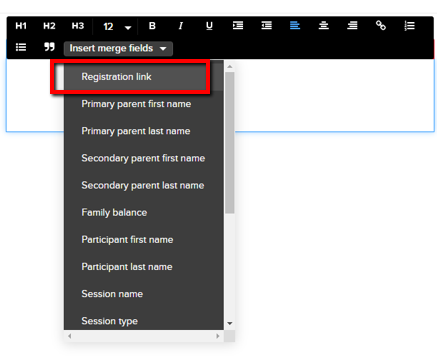 H1 H2 H3 12 B I U
Insert merge fields
Registration link
Primary parent first name
Primary parent last name
Secondary parent first name
Secondary parent last name
Family balance
Participant first name
Participant last name
Session name
Session type